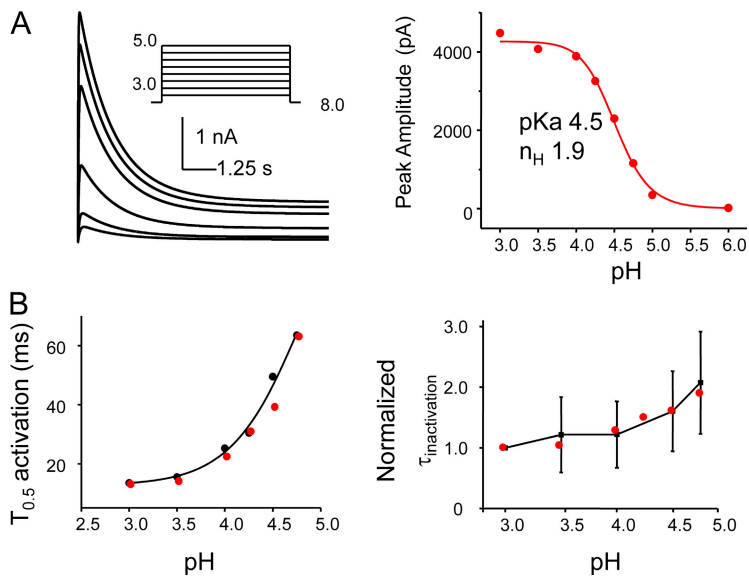 A
5.0
3.0
8.0
1 nA
1.25 s
Peak Amplitude (pA)
4000
2000
0
pKa 4.5
nH 1.9
3.0 3.5 4.0 4.5 5.0 5.5 6.0
pH
B
T0.5 activation (ms)
60
40
20
2.5 3.0 3.5 4.0 4.5 5.0
pH
Normalized
τinactivation
3.0
2.0
1.0
0
3.0 3.5 4.0 4.5 5.0
pH